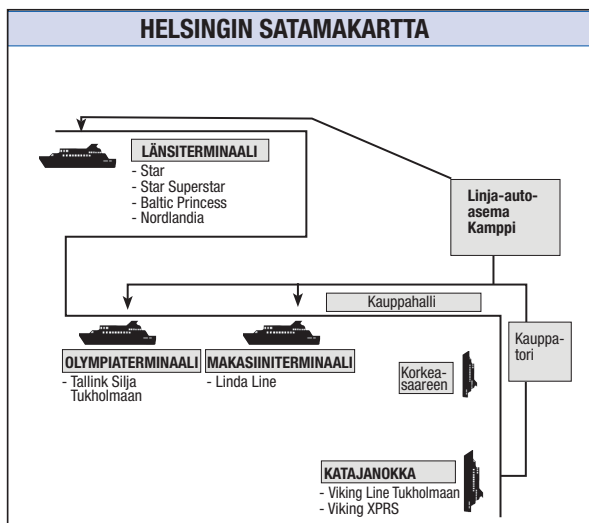 HELSINGIN SATAMAKARTTA
LÄNSITERMINAALI
- Star
- Star Superstar
- Baltic Princess
- Nordlandia
Linja-auto-
asema
Kamppi
Kauppahalli
Kauppa-
tori
OLYMPIATERMINAALI
- Tallink Silja
Tukholmaan
MAKASIINITERMINAALI
- Linda Line
Korkea-
saareen
KATAJANOKKA
- Viking Line Tukholmaan
- Viking XPRS